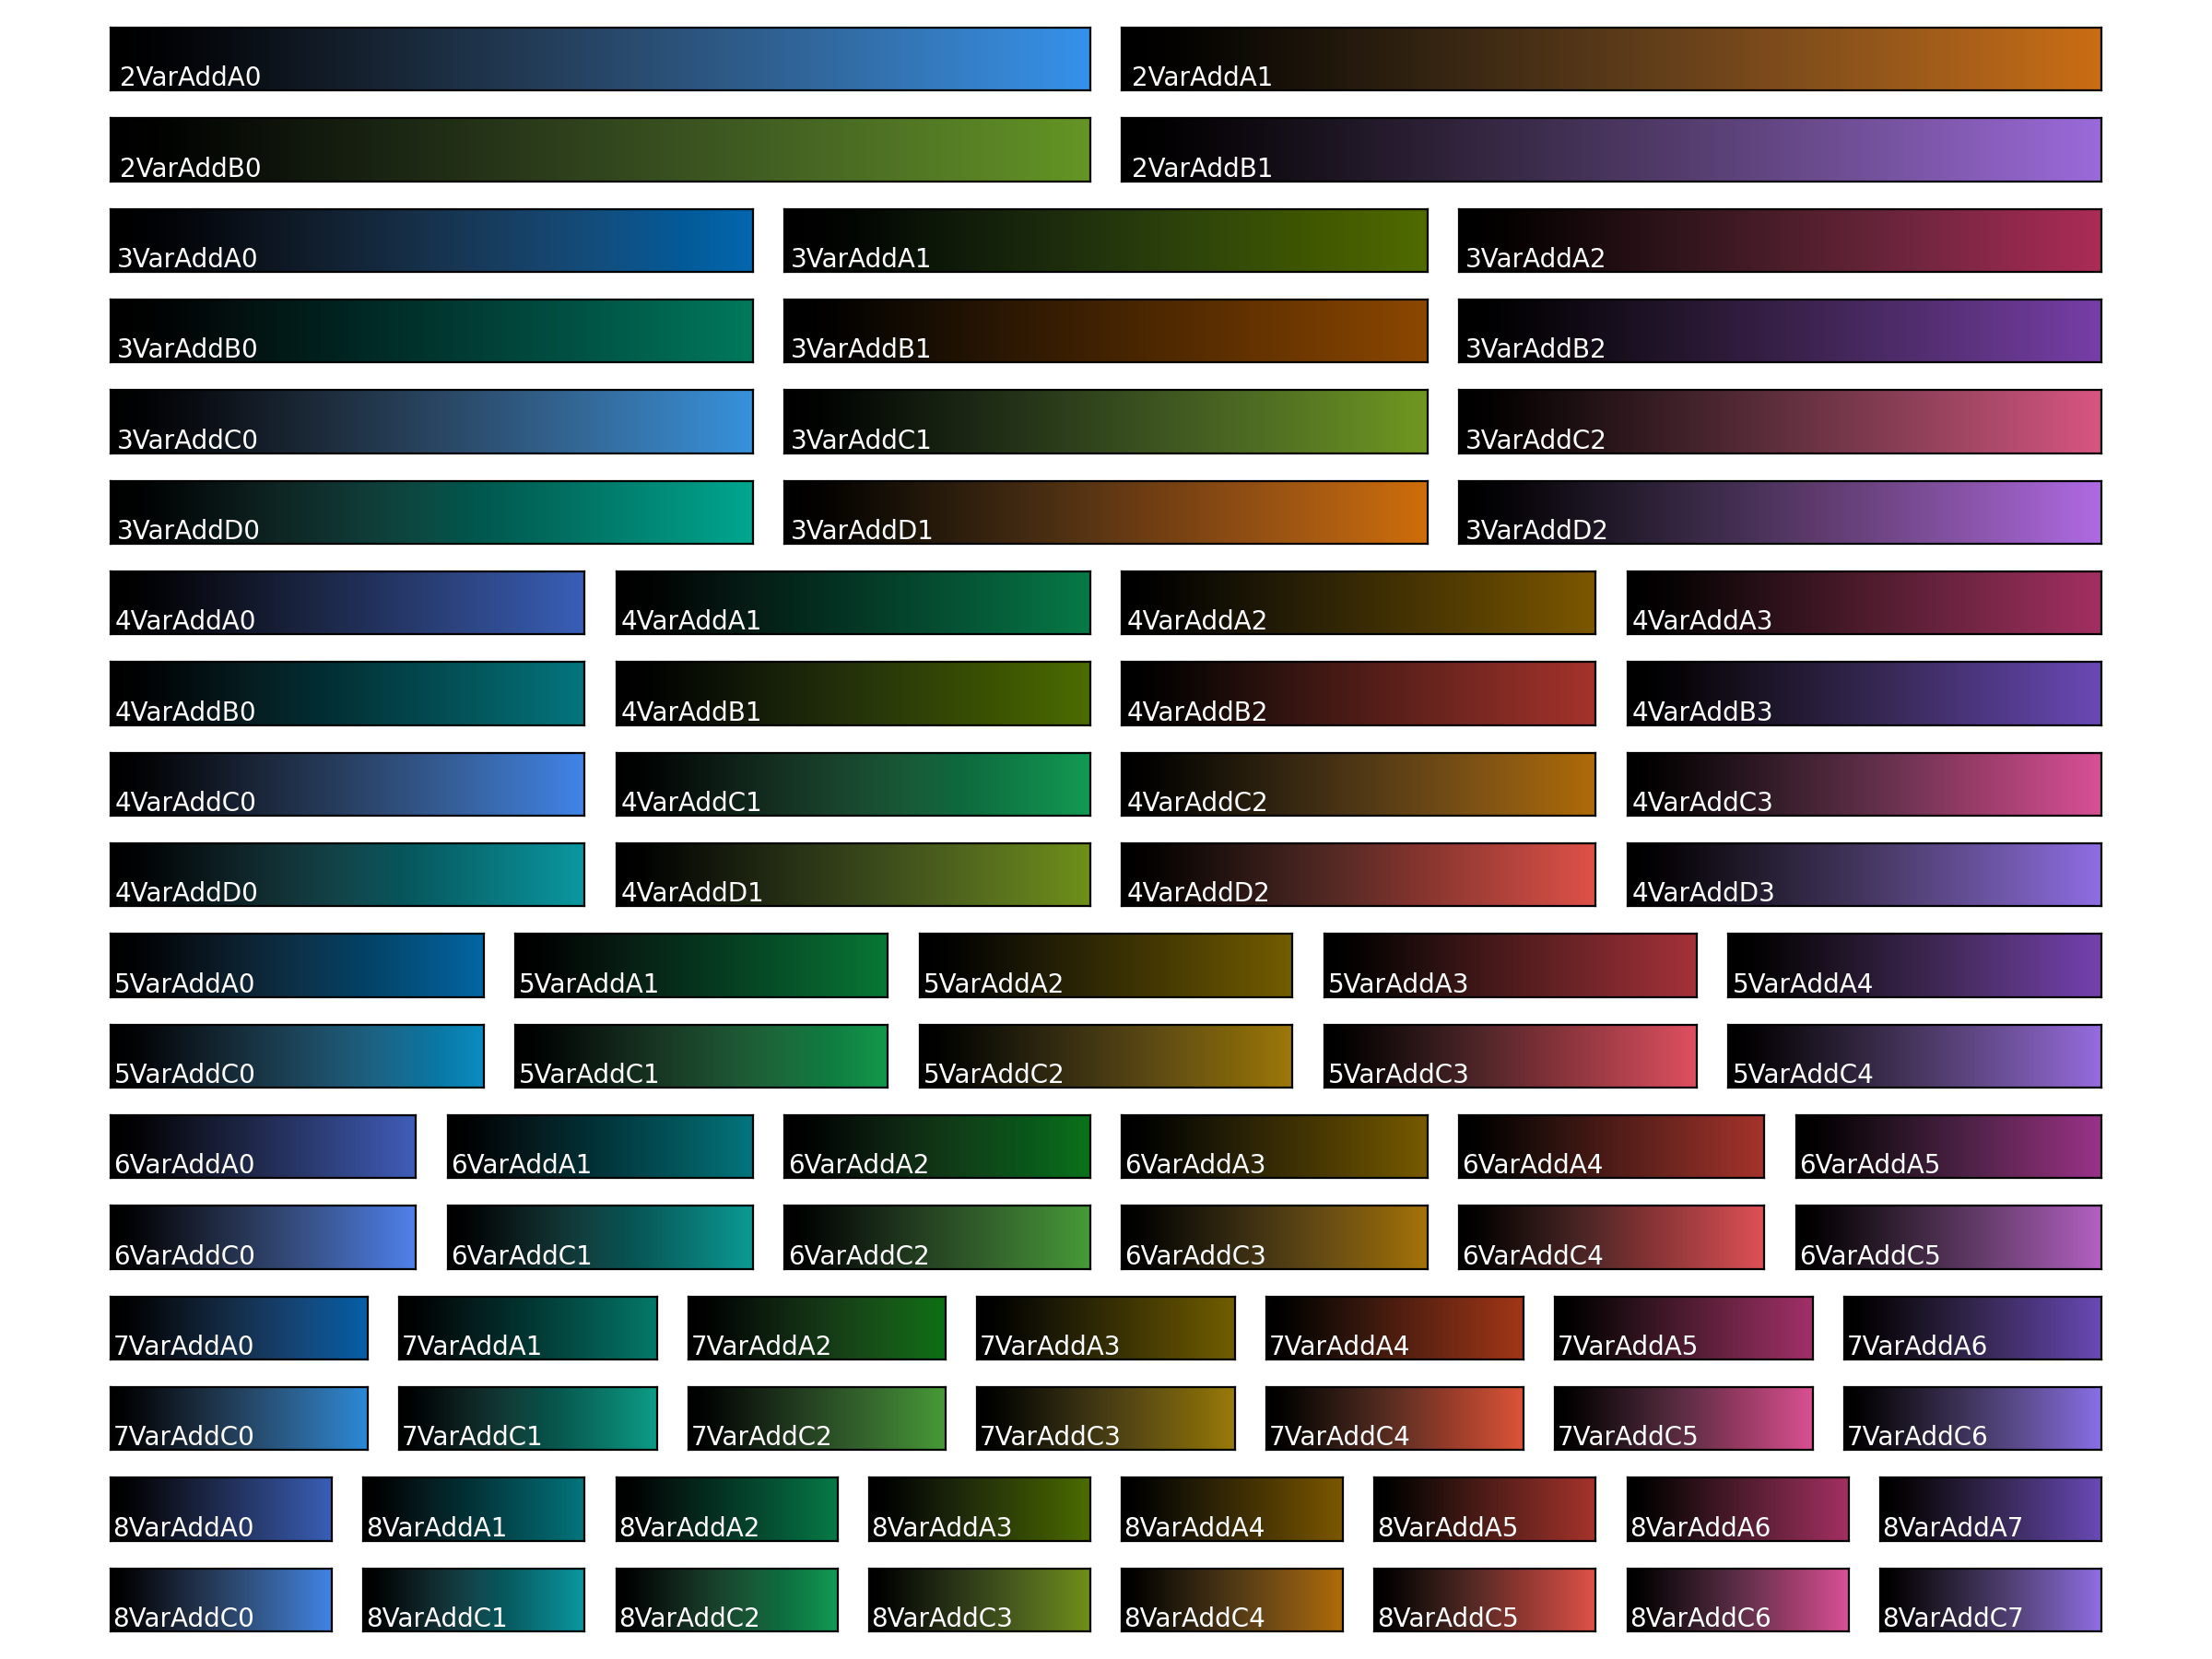 2VarAddA0 2VarAddA1
2VarAddB0 2VarAddB1
3VarAddA0 3VarAddA1 3VarAddA2
3VarAddB0 3VarAddB1 3VarAddB2
3VarAddC0 3VarAddC1 3VarAddC2
3VarAddD0 3VarAddD1 3VarAddD2
4VarAddA0 4VarAddA1 4VarAddA2 4VarAddA3
4VarAddB0 4VarAddB1 4VarAddB2 4VarAddB3
4VarAddC0 4VarAddC1 4VarAddC2 4VarAddC3
4VarAddD0 4VarAddD1 4VarAddD2 4VarAddD3
5VarAddA0 5VarAddA1 5VarAddA2 5VarAddA3 5VarAddA4
5VarAddC0 5VarAddC1 5VarAddC2 5VarAddC3 5VarAddC4
6VarAddA0 6VarAddA1 6VarAddA2 6VarAddA3 6VarAddA4 6VarAddA5
6VarAddC0 6VarAddC1 6VarAddC2 6VarAddC3 6VarAddC4 6VarAddC5
7VarAddA0 7VarAddA1 7VarAddA2 7VarAddA3 7VarAddA4 7VarAddA5 7VarAddA6
7VarAddC0 7VarAddC1 7VarAddC2 7VarAddC3 7VarAddC4 7VarAddC5 7VarAddC6
8VarAddA0 8VarAddA1 8VarAddA2 8VarAddA3 8VarAddA4 8VarAddA5 8VarAddA6 8VarAddA7
8VarAddC0 8VarAddC1 8VarAddC2 8VarAddC3 8VarAddC4 8VarAddC5 8VarAddC6 8VarAddC7